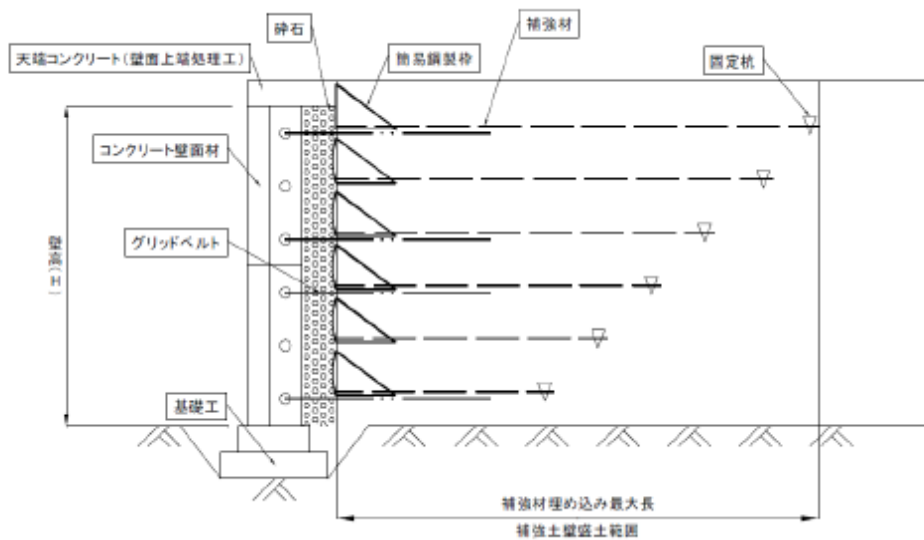 砕石
補強材
天端コンクリート(壁面上端処理工)
簡易鋼製枠
固定杭
コンクリート壁面材
グリッドベルト
壁高(H)
基礎工
補強材埋め込み最大長
補強土壁盛土範囲